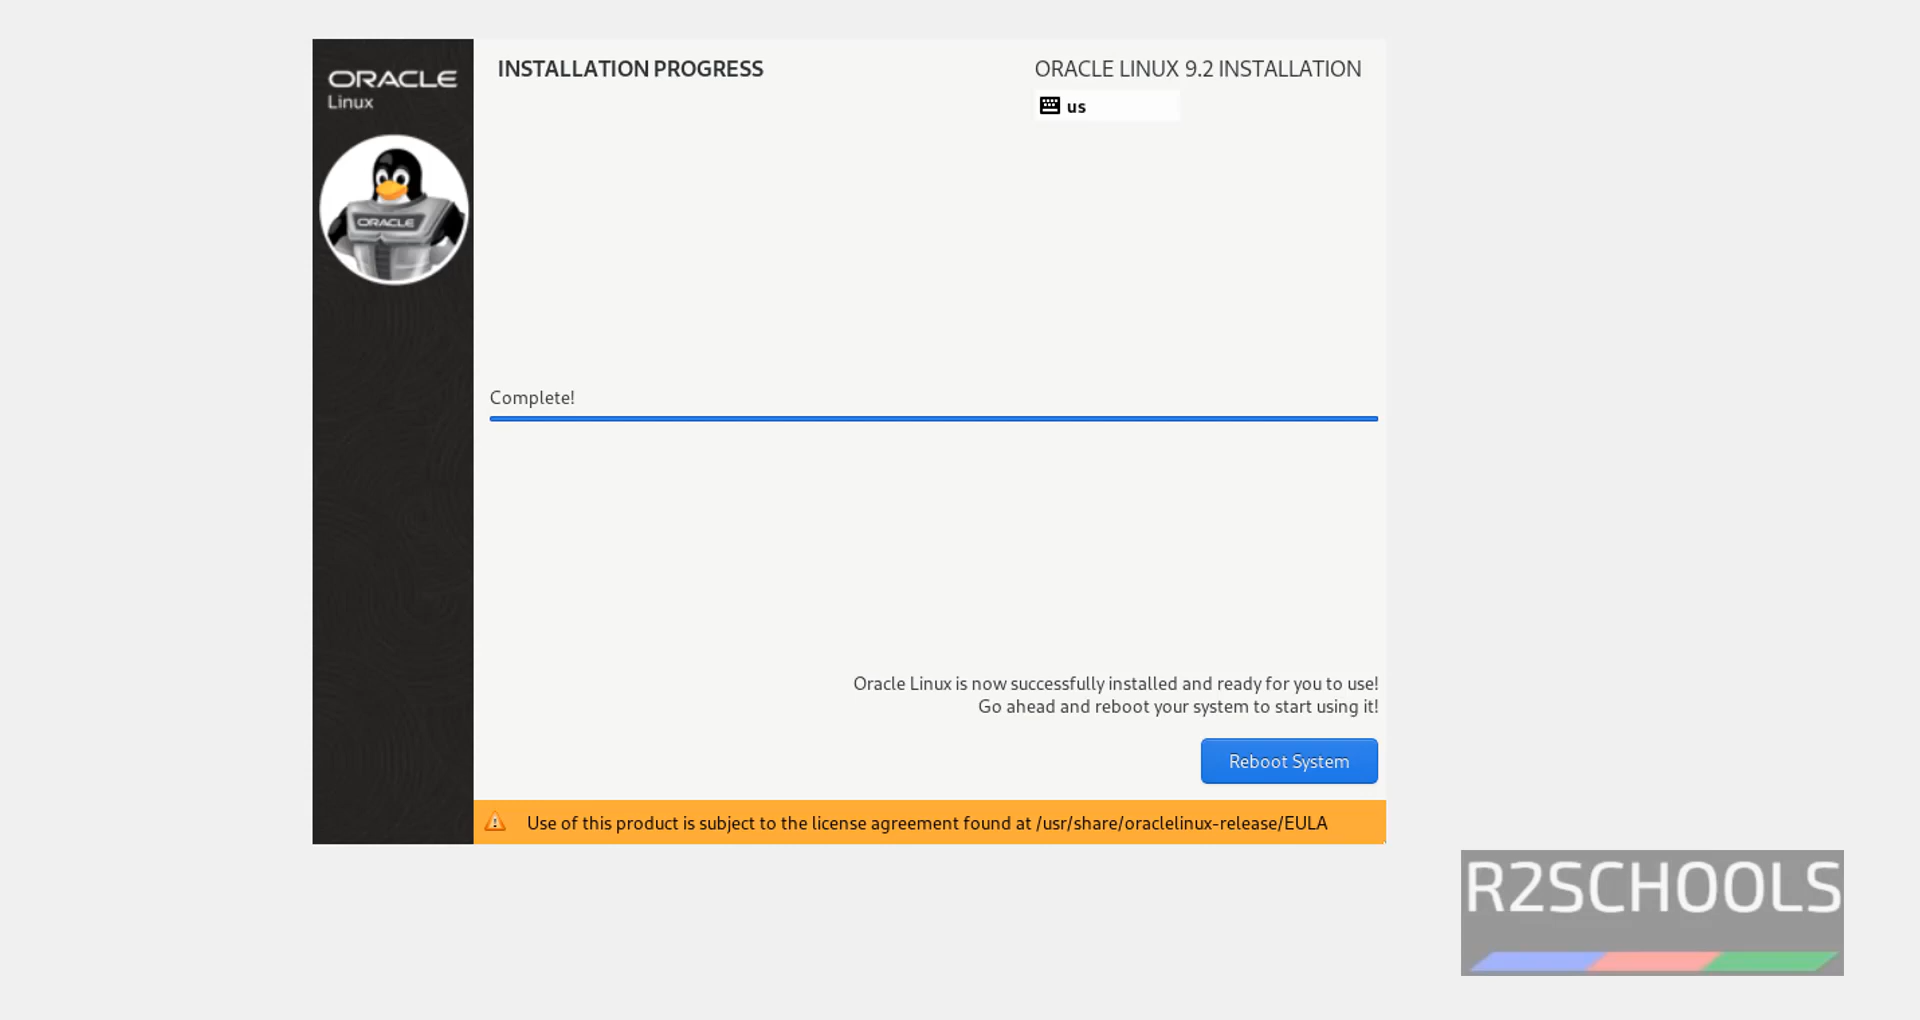 ORACLE
Linux
ORACLE
INSTALLATION PROGRESS
ORACLE LINUX 9.2 INSTALLATION
us
Complete!
Oracle Linux is now successfully installed and ready for you to use!
Go ahead and reboot your system to start using it!
Reboot System
Use of this product is subject to the license agreement found at /usr/share/oraclelinux-release/EULA
R2SCHOOLS